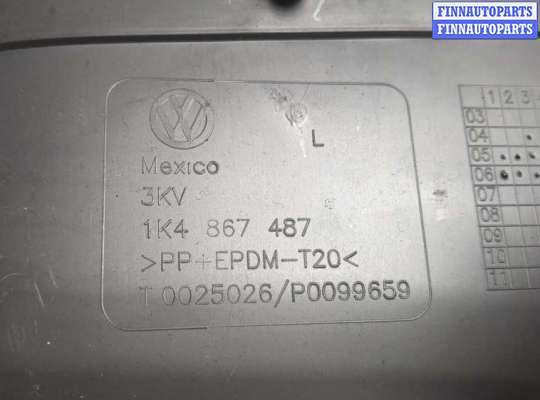 FINNAUTOPARTS
FINNAUTOPARTS
VW
L
Mexico
3KV
1K4 867 487
>PP+EPDM-T20<
T 0025026/P0099659
1 2 3
03
04
05
06
07
08
09
10
11